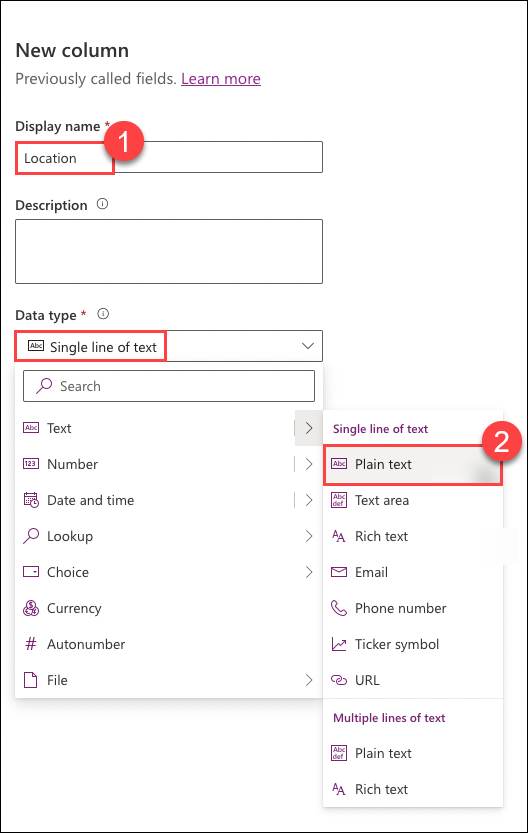 New column
Previously called fields. Learn more
Display name *
1
Location
Description
Data type *
Abc Single line of text
Search
Abc Text
123 Number
Date and time
Lookup
Choice
Currency
# Autonumber
File
Single line of text
2
Abc Plain text
Abc def Text area
AA Rich text
Email
Phone number
Ticker symbol
URL
Multiple lines of text
Abc def Plain text
AA Rich text